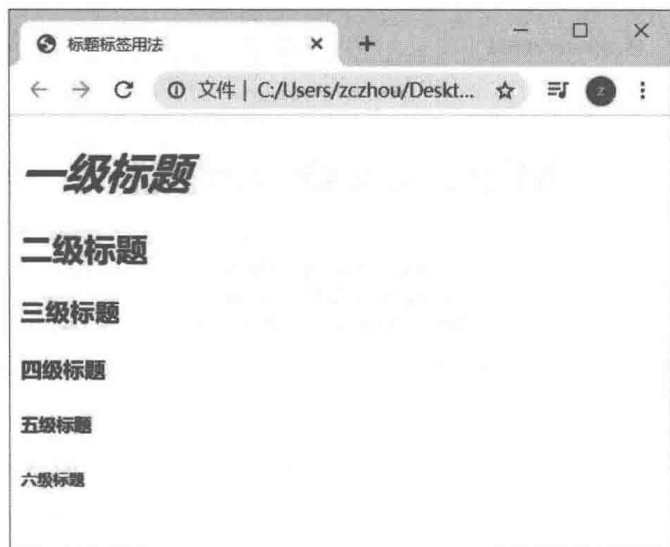 标题标签用法
文件 | C:/Users/zczhou/Deskt...
z
一级标题
二级标题
三级标题
四级标题
五级标题
六级标题